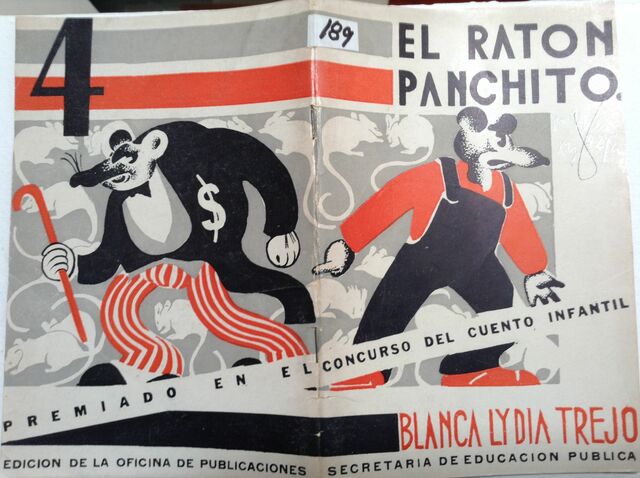 4
189
EL RATON
PANCHITO.
$
PREMIADO EN EL CONCURSO DEL CUENTO INFANTIL
BLANCA LYDIA TREJO
EDICION DE LA OFICINA DE PUBLICACIONES SECRETARIA DE EDUCACION PUBLICA